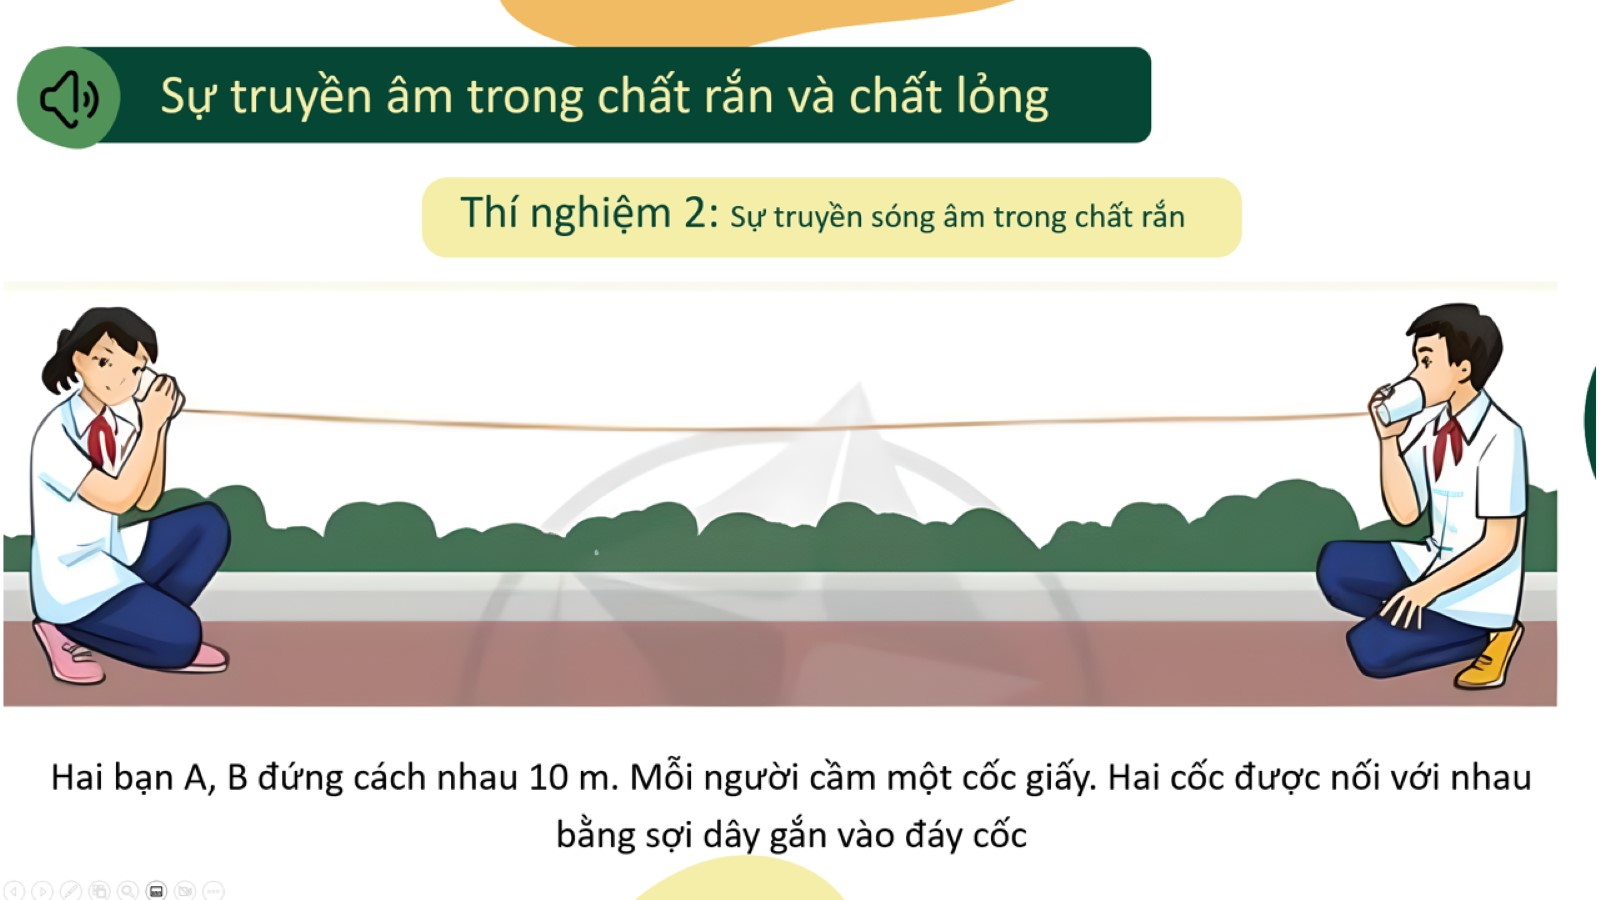 Sự truyền âm trong chất rắn và chất lỏng
Thí nghiệm 2: Sự truyền sóng âm trong chất rắn
Hai bạn A, B đứng cách nhau 10 m. Mỗi người cầm một cốc giấy. Hai cốc được nối với nhau
bằng sợi dây gắn vào đáy cốc